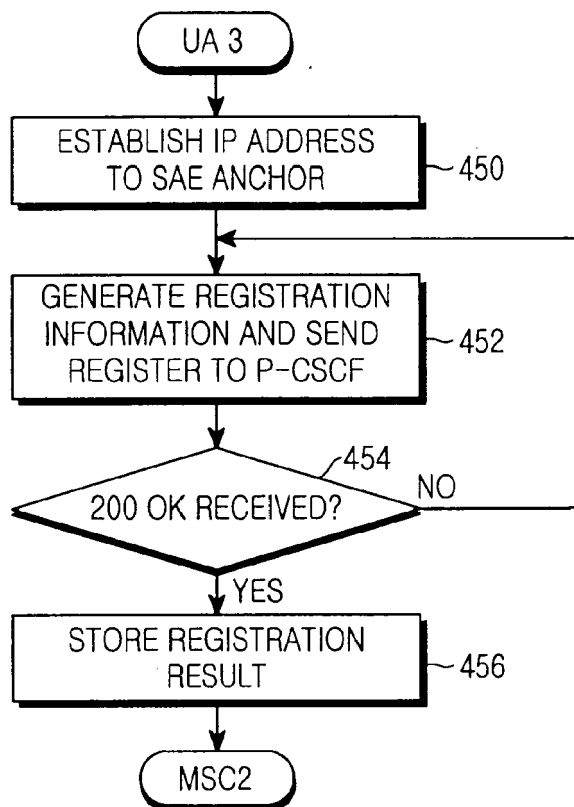 UA 3
ESTABLISH IP ADDRESS
TO SAE ANCHOR
450
GENERATE REGISTRATION
INFORMATION AND SEND
REGISTER TO P-CSCF
452
454
200 OK RECEIVED?
NO
YES
STORE REGISTRATION
RESULT
456
MSC2